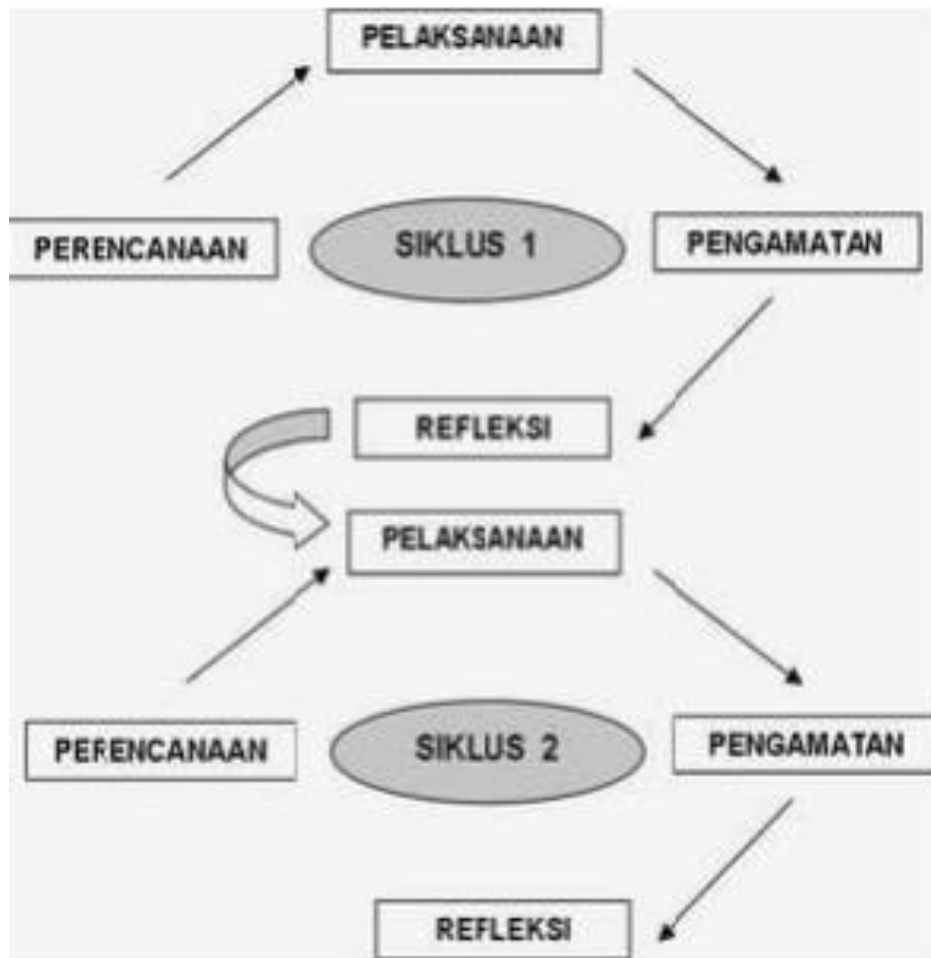 PELAKSANAAN
PERENCANAAN
SIKLUS 1
PENGAMATAN
REFLEKSI
PELAKSANAAN
PERENCANAAN
SIKLUS 2
PENGAMATAN
REFLEKSI